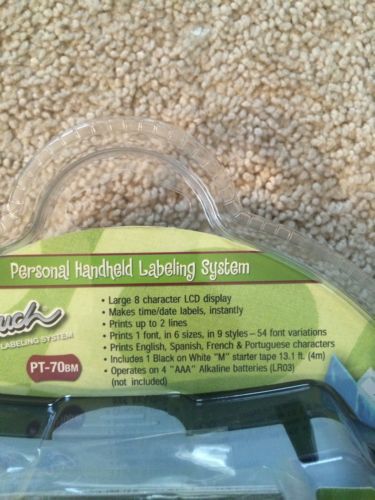 Personal Handheld Labeling System
uch
LABELING SYSTEM
PT-70BM
• Large 8 character LCD display
• Makes time/date labels, instantly
• Prints up to 2 lines
• Prints 1 font, in 6 sizes, in 9 styles–54 font variations
• Prints English, Spanish, French & Portuguese characters
• Includes 1 Black on White "M" starter tape 13.1 ft. (4m)
• Operates on 4 "AAA" Alkaline batteries (LR03)
(not included)